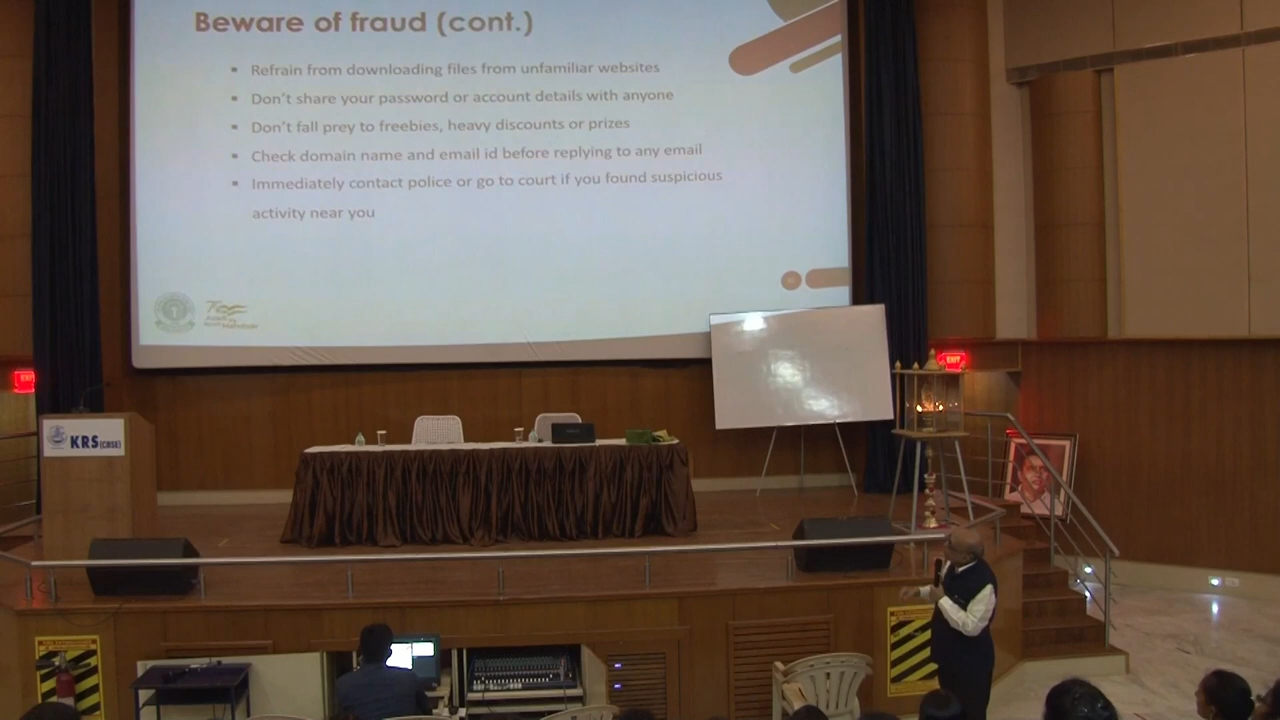 Beware of fraud (cont.)
▪ Refrain from downloading files from unfamiliar websites
▪ Don't share your password or account details with anyone
▪ Don't fall prey to freebies, heavy discounts or prizes
▪ Check domain name and email id before replying to any email
▪ Immediately contact police or go to court if you found suspicious
activity near you
EXIT
EXIT
KRS (CBSE)